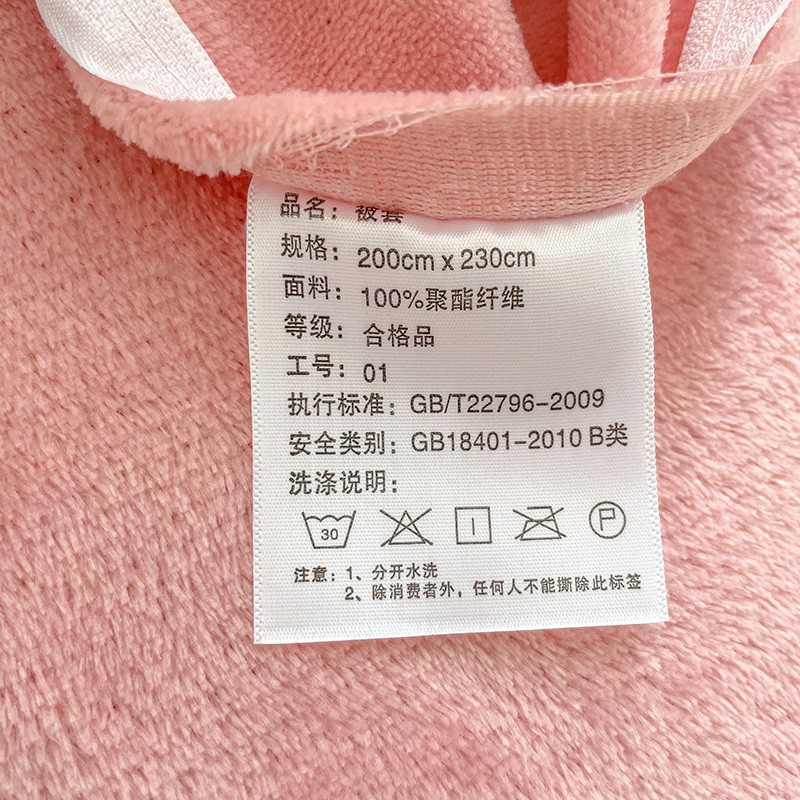 品名：被套
规格：200cm x 230cm
面料：100%聚酯纤维
等级：合格品
工号：01
执行标准：GB/T22796-2009
安全类别：GB18401-2010 B类
洗涤说明：
30 P
注意：1、分开水洗
2、除消费者外，任何人不能撕除此标签